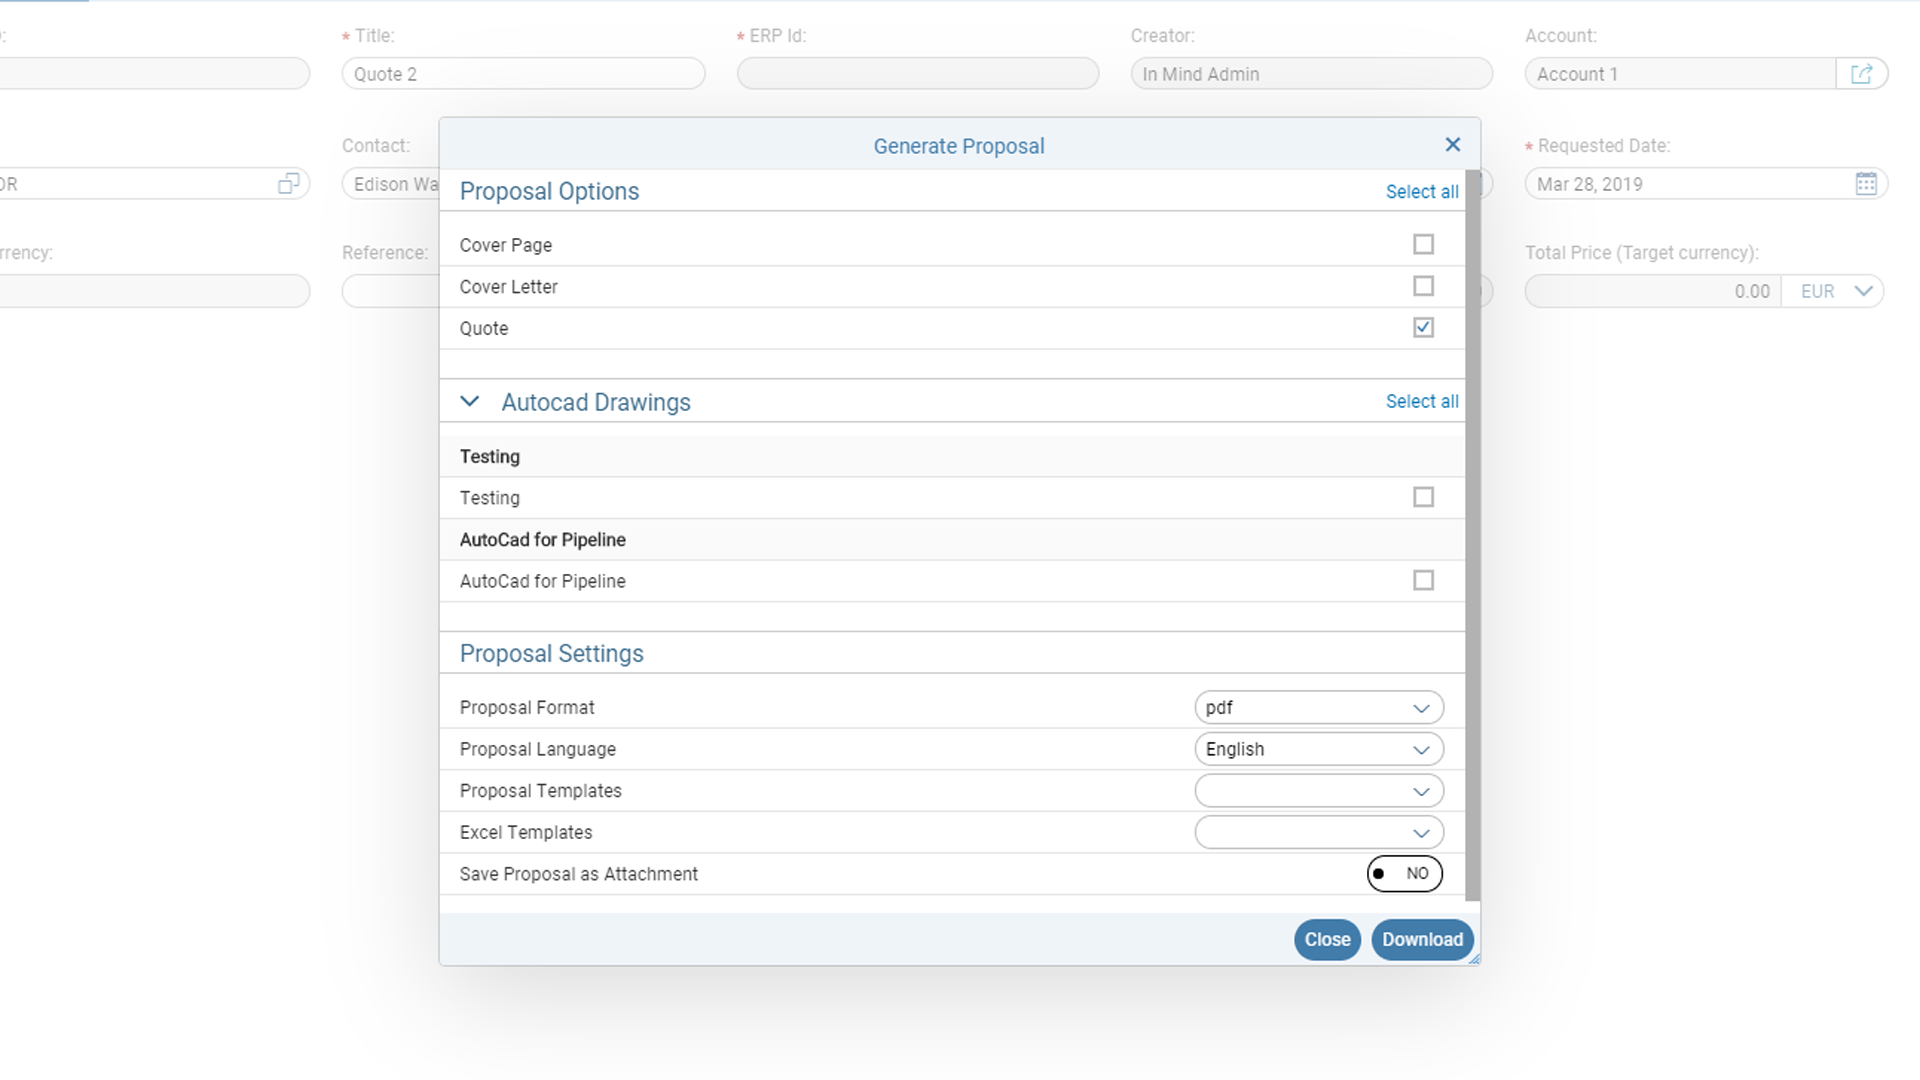 * Title:
* ERP Id:
Creator:
Account:
Quote 2
In Mind Admin
Account 1
Contact:
* Requested Date:
OR
Edison Wa
Mar 28, 2019
rrency:
Reference:
Total Price (Target currency):
0.00
EUR
Generate Proposal
Proposal Options
Select all
Cover Page
Cover Letter
Quote
Autocad Drawings
Select all
Testing
Testing
AutoCad for Pipeline
AutoCad for Pipeline
Proposal Settings
Proposal Format
pdf
Proposal Language
English
Proposal Templates
Excel Templates
Save Proposal as Attachment
NO
Close
Download